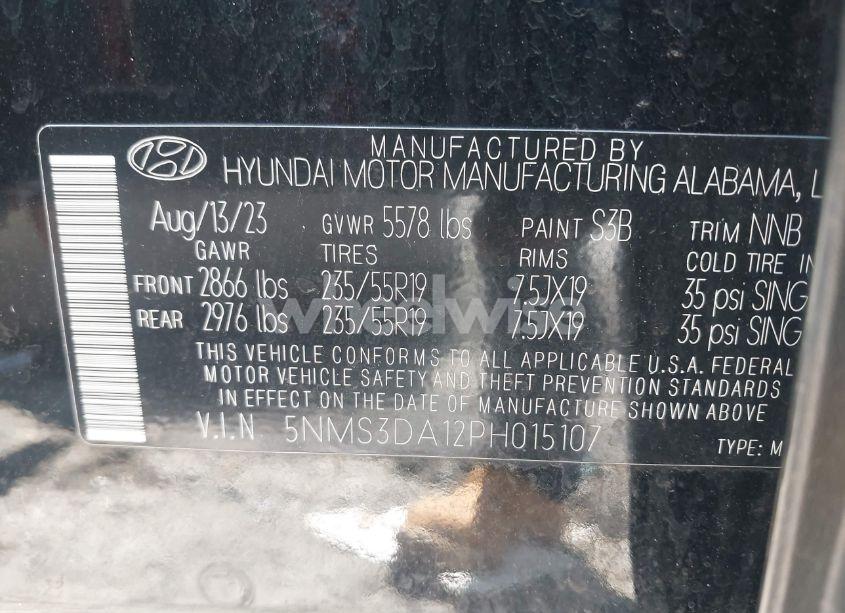 MANUFACTURED BY
HYUNDAI MOTOR MANUFACTURING ALABAMA, L
Aug/13/23 GVWR 5578 lbs PAINT S3B TRIM NNB
GAWR TIRES RIMS COLD TIRE IN
FRONT 2866 lbs 235/55R19 7.5JX19 35 psi SING
REAR 2976 lbs 235/55R19 7.5JX19 35 psi SING
THIS VEHICLE CONFORMS TO ALL APPLICABLE U.S.A. FEDERAL
MOTOR VEHICLE SAFETY AND THEFT PREVENTION STANDARDS
IN EFFECT ON THE DATE OF MANUFACTURE SHOWN ABOVE
V.I.N 5NMS3DA12PH015107
TYPE: M